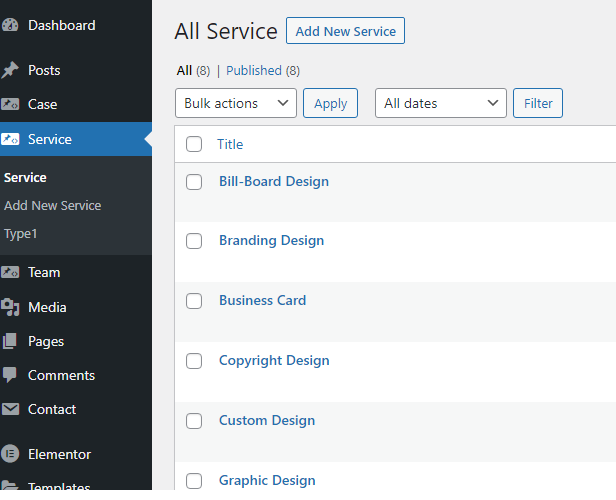 Dashboard
Posts
Case
Service
Service
Add New Service
Type1
Team
Media
Pages
Comments
Contact
Elementor
Templates
All Service Add New Service
All (8) | Published (8)
Bulk actions Apply All dates Filter
Title
Bill-Board Design
Branding Design
Business Card
Copyright Design
Custom Design
Graphic Design